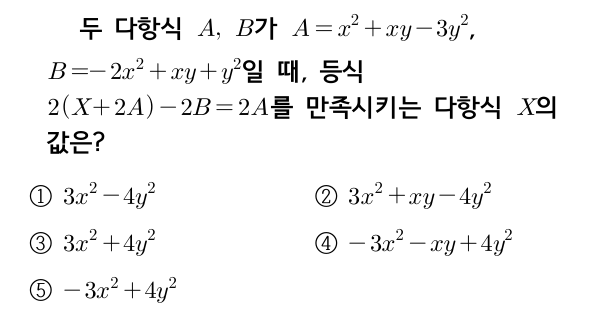 두 다항식 A, B가 A=x²+xy-3y²,
B=-2x²+xy+y²일 때, 등식
2(X+2A)-2B=2A를 만족시키는 다항식 X의
값은?
① 3x²-4y² ② 3x²+xy-4y²
③ 3x²+4y² ④ -3x²-xy+4y²
⑤ -3x²+4y²